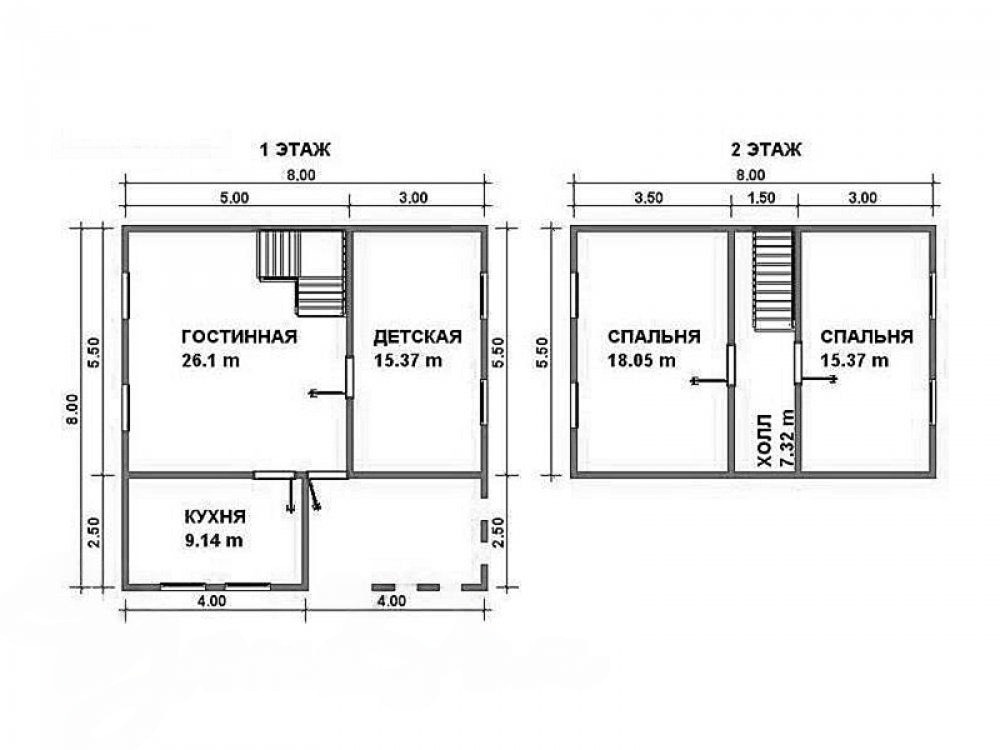 1 ЭТАЖ
8.00
5.00 3.00
ГОСТИННАЯ
26.1 m
ДЕТСКАЯ
15.37 m
5.50
8.00
5.50
КУХНЯ
9.14 m
2.50
2.50
4.00 4.00
2 ЭТАЖ
8.00
3.50 1.50 3.00
5.50
СПАЛЬНЯ
18.05 m
СПАЛЬНЯ
15.37 m
ХОЛЛ
7.32 m